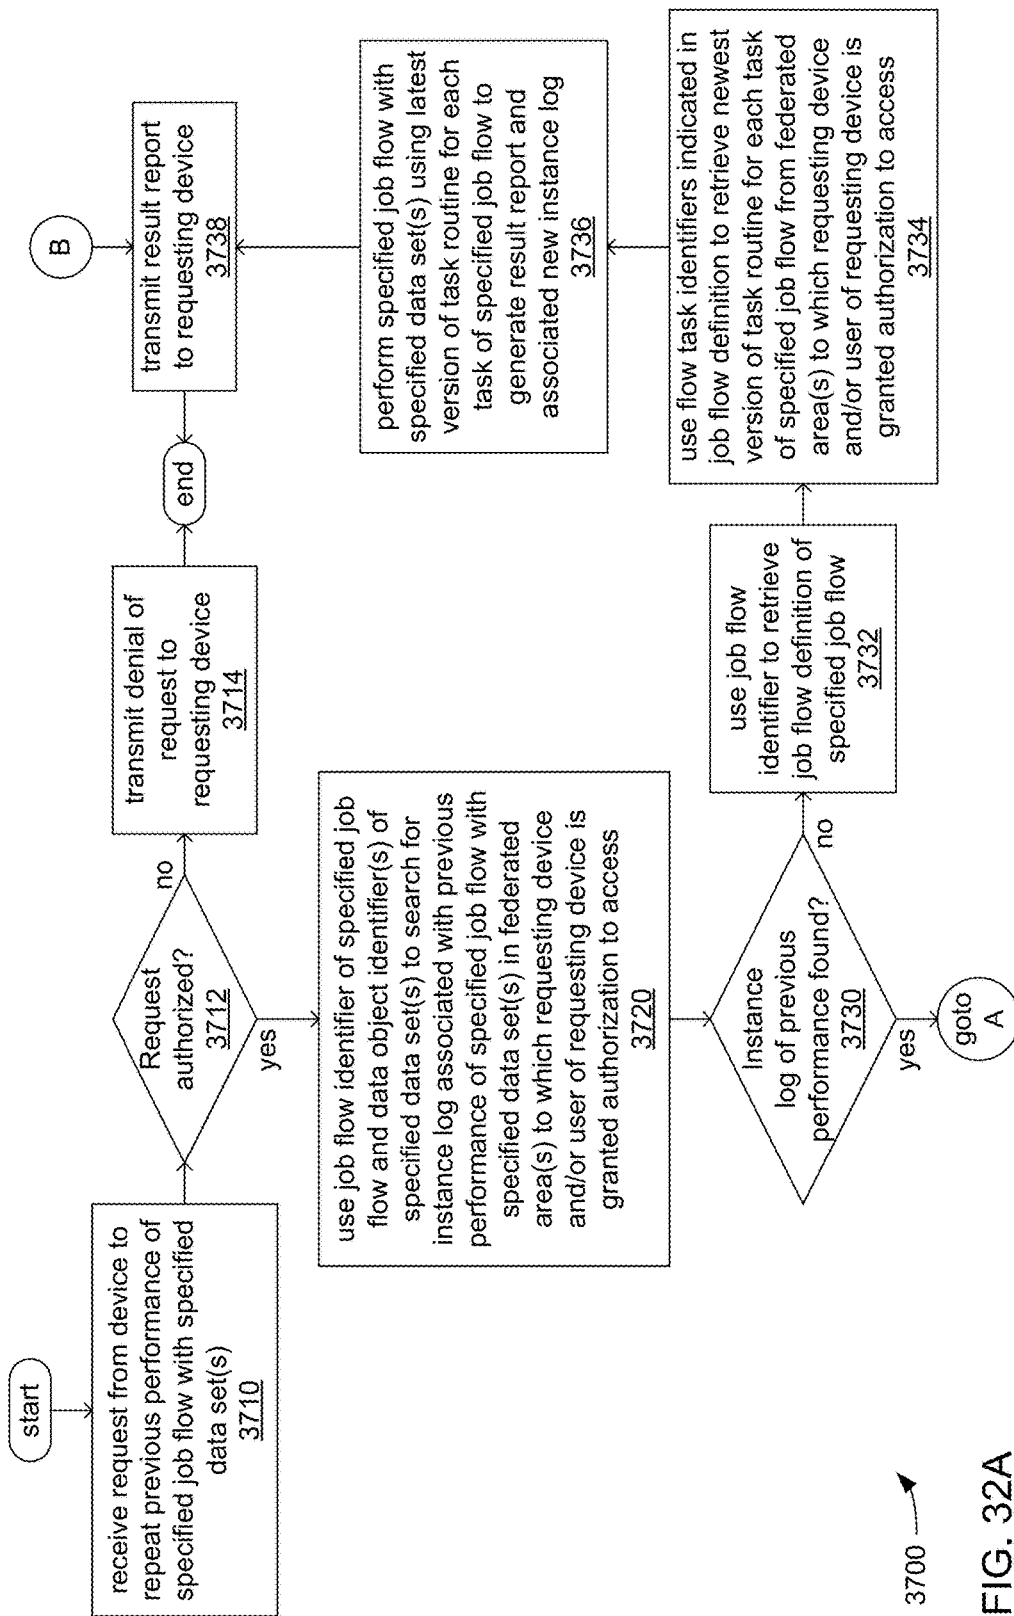 start
receive request from device to
repeat previous performance of
specified job flow with specified
data set(s)
3710
Request
authorized?
3712
no
yes
transmit denial of
request to
requesting device
3714
end
B
transmit result report
to requesting device
3738
use job flow identifier of specified job
flow and data object identifier(s) of
specified data set(s) to search for
instance log associated with previous
performance of specified job flow with
specified data set(s) in federated
area(s) to which requesting device
and/or user of requesting device is
granted authorization to access
3720
Instance
log of previous
performance found?
3730
no
yes
goto
A
use job flow
identifier to retrieve
job flow definition of
specified job flow
3732
use flow task identifiers indicated in
job flow definition to retrieve newest
version of task routine for each task
of specified job flow from federated
area(s) to which requesting device
and/or user of requesting device is
granted authorization to access
3734
perform specified job flow with
specified data set(s) using latest
version of task routine for each
task of specified job flow to
generate result report and
associated new instance log
3736
3700
FIG. 32A